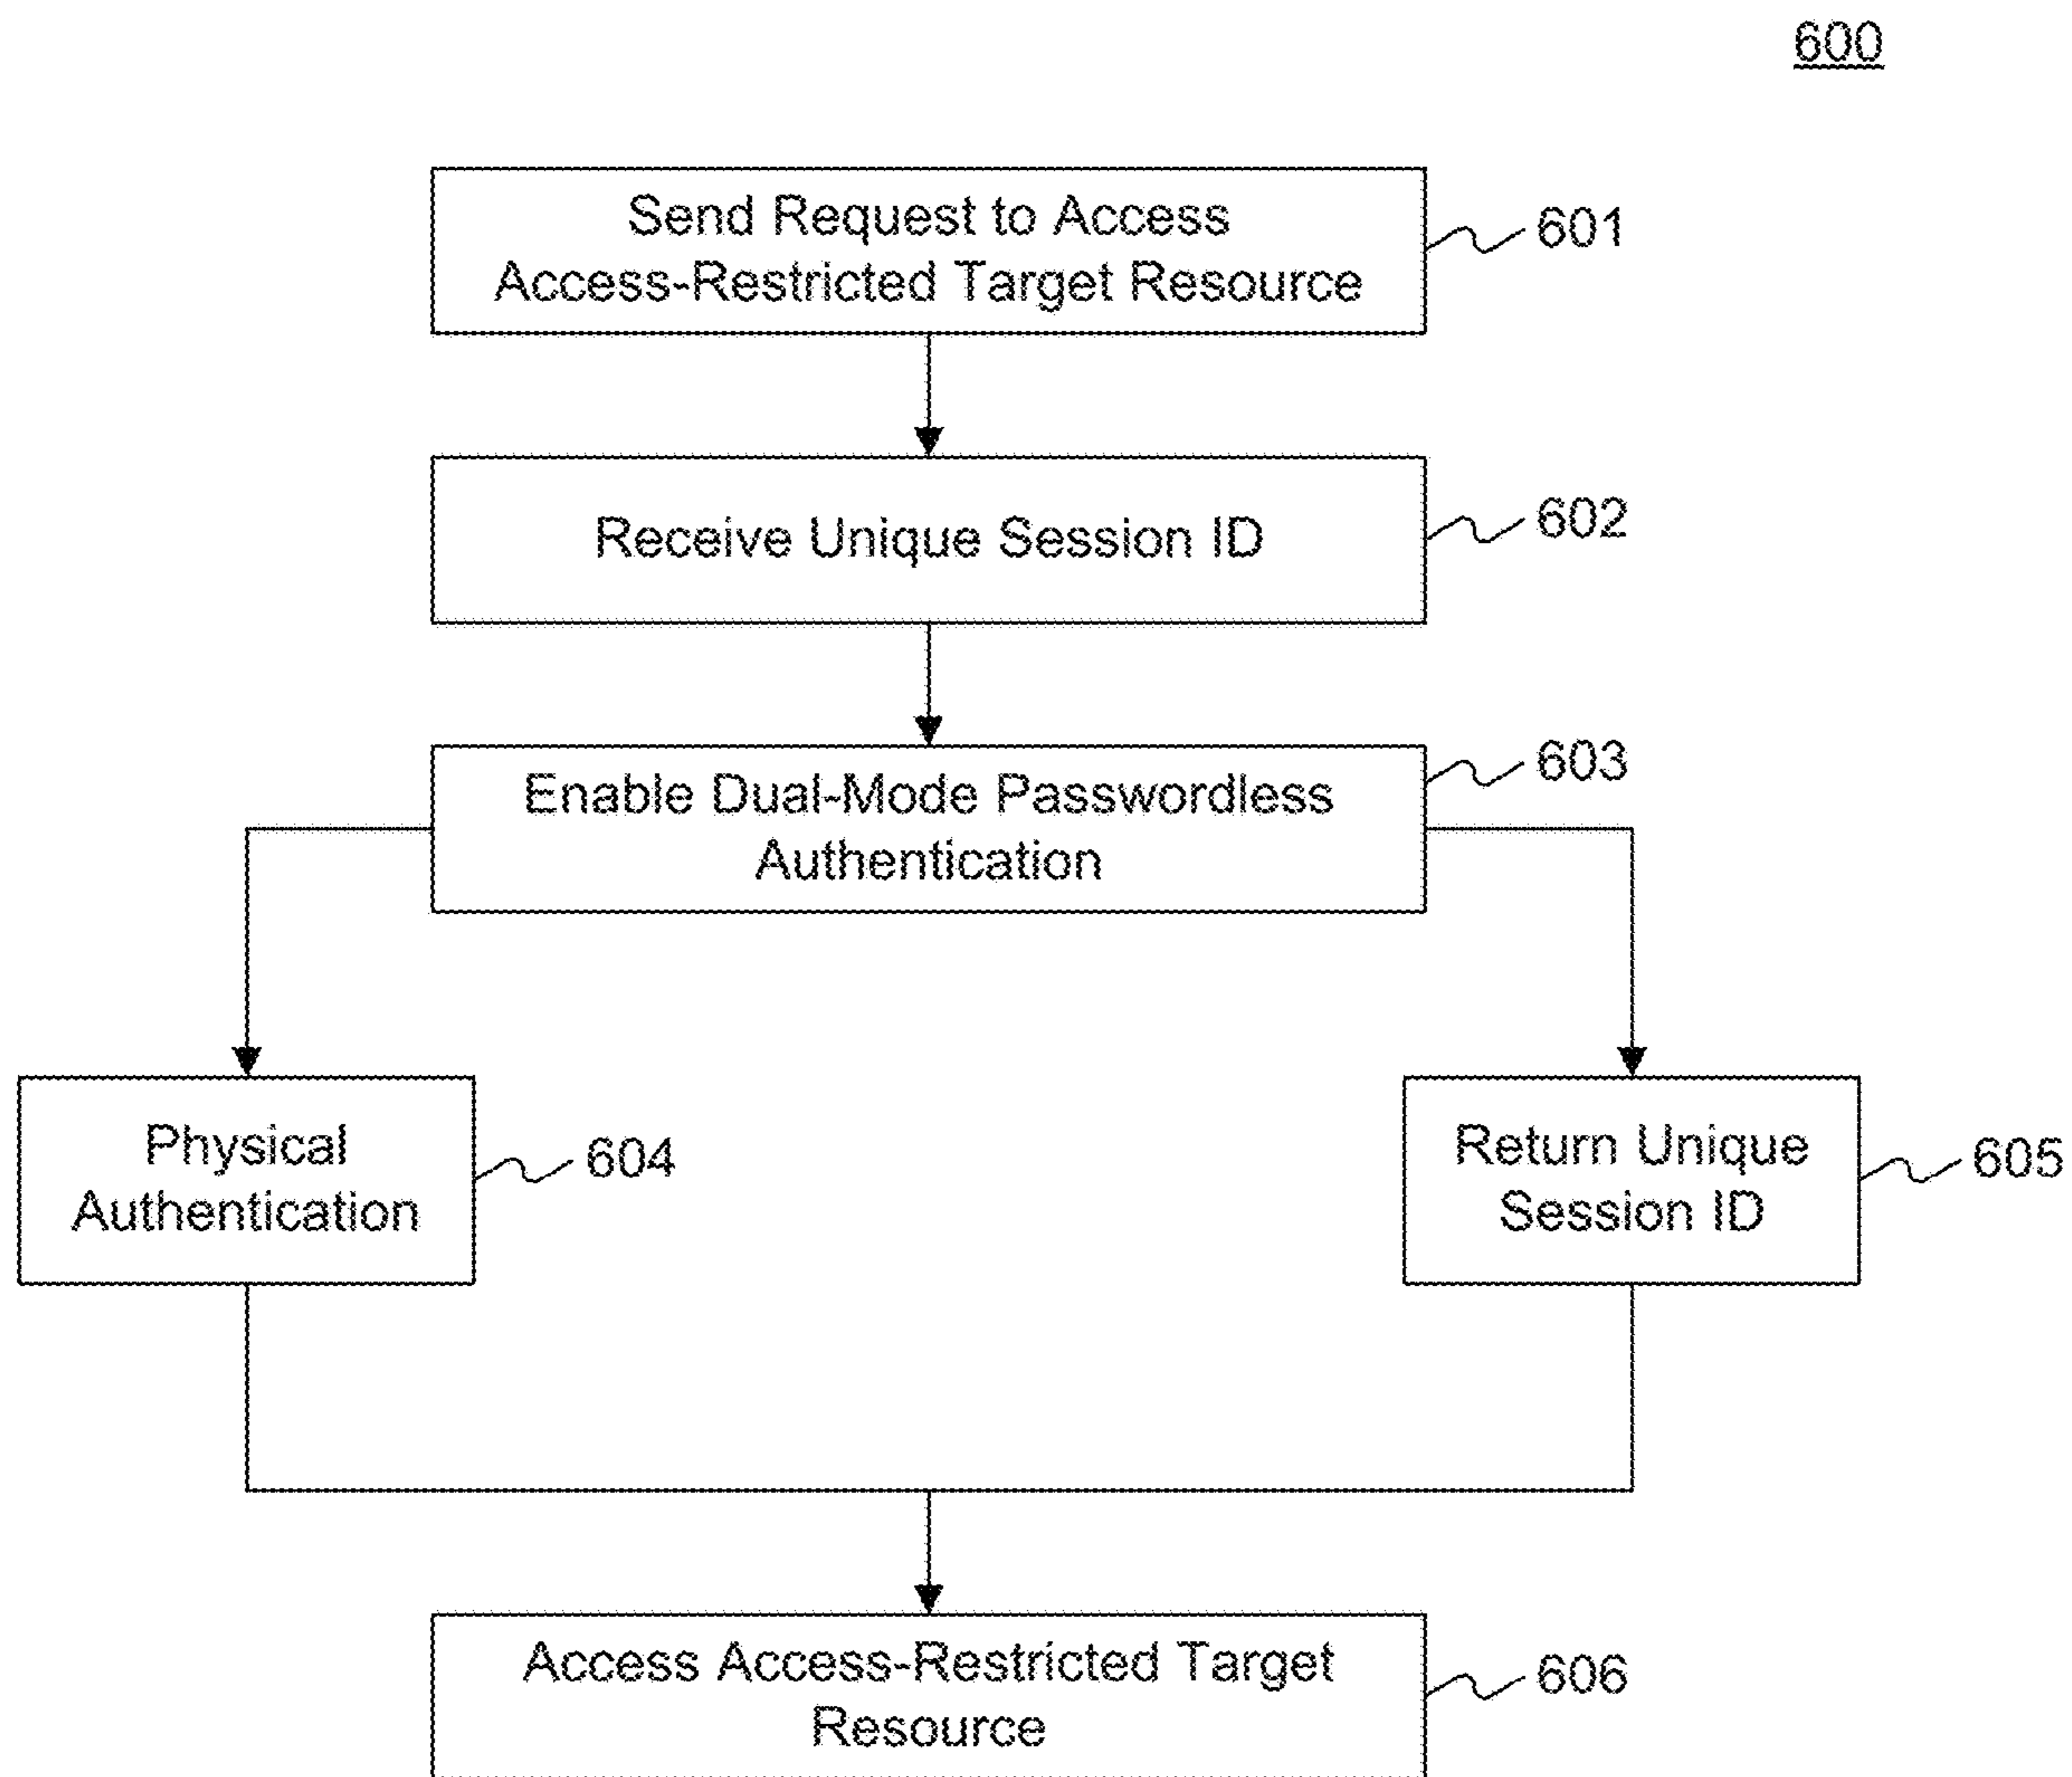 600
Send Request to Access
Access-Restricted Target Resource
601
Receive Unique Session ID
602
Enable Dual-Mode Passwordless
Authentication
603
Physical
Authentication
604
Return Unique
Session ID
605
Access Access-Restricted Target
Resource
606